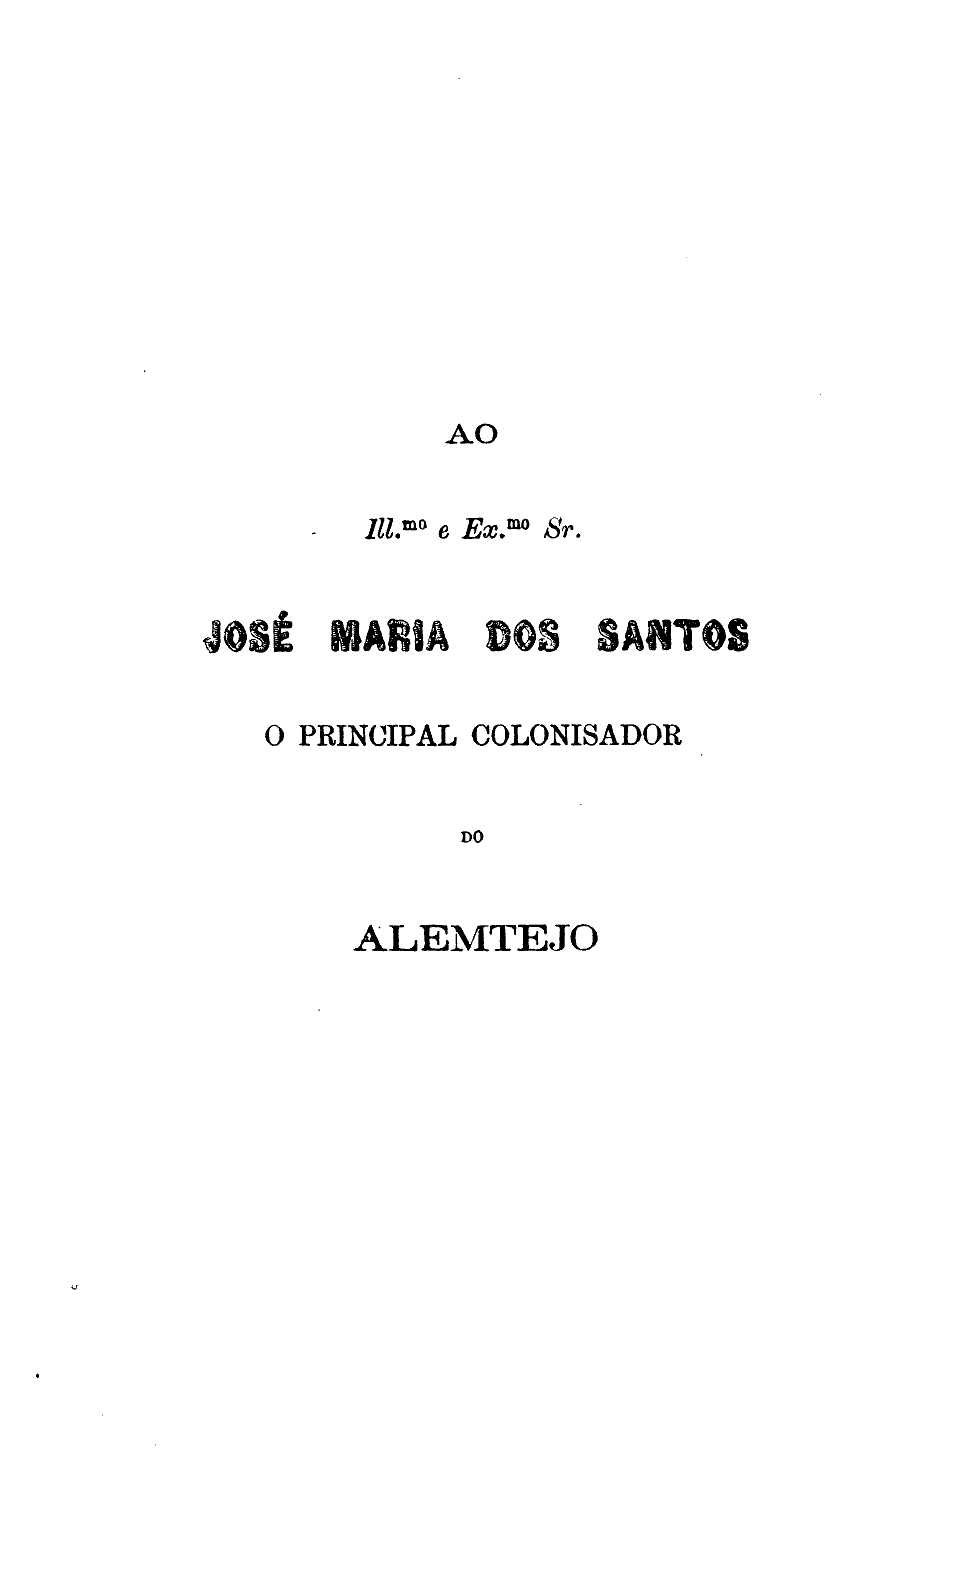 AO
Ill.mo e Ex.mo Sr.
JOSÉ MARIA DOS SANTOS
O PRINCIPAL COLONISADOR
DO
ALEMTEJO